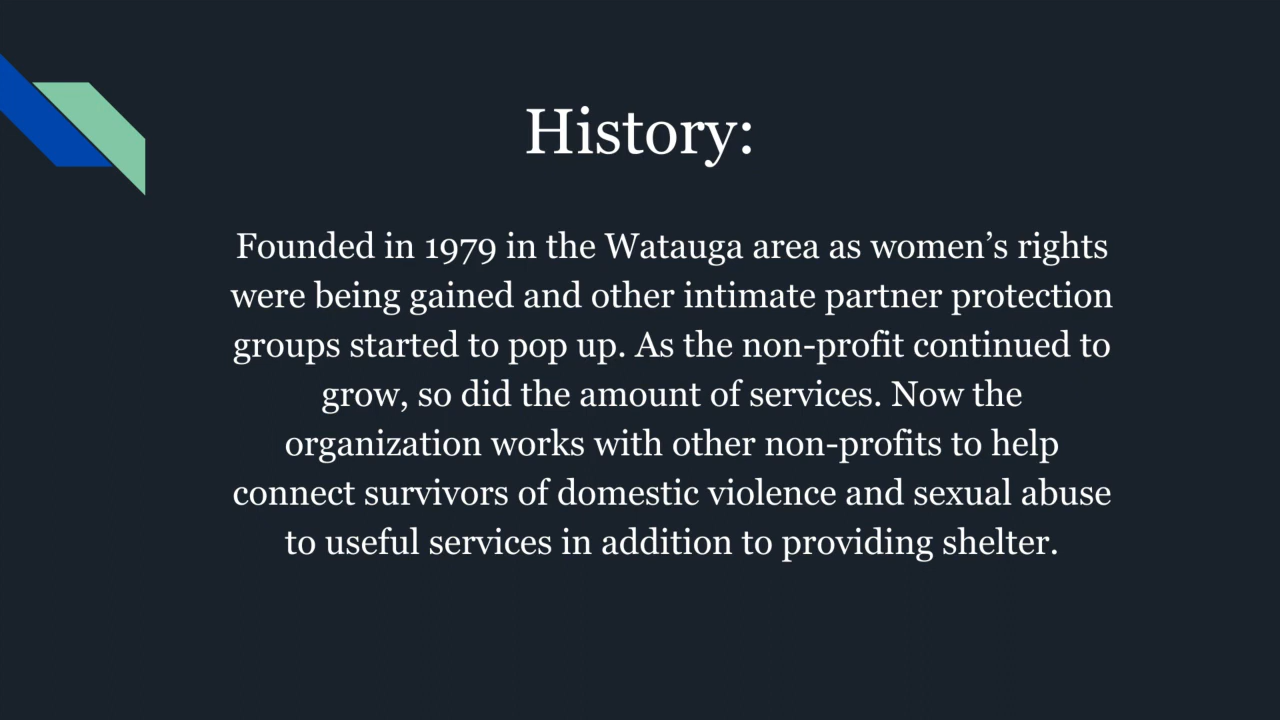 History:
Founded in 1979 in the Watauga area as women’s rights
were being gained and other intimate partner protection
groups started to pop up. As the non-profit continued to
grow, so did the amount of services. Now the
organization works with other non-profits to help
connect survivors of domestic violence and sexual abuse
to useful services in addition to providing shelter.